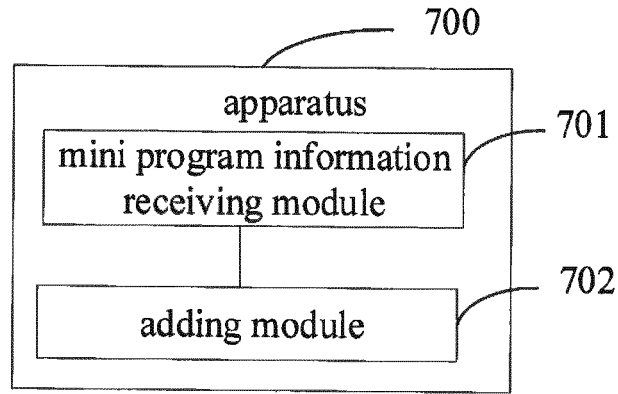 700
apparatus
701
mini program information
receiving module
702
adding module